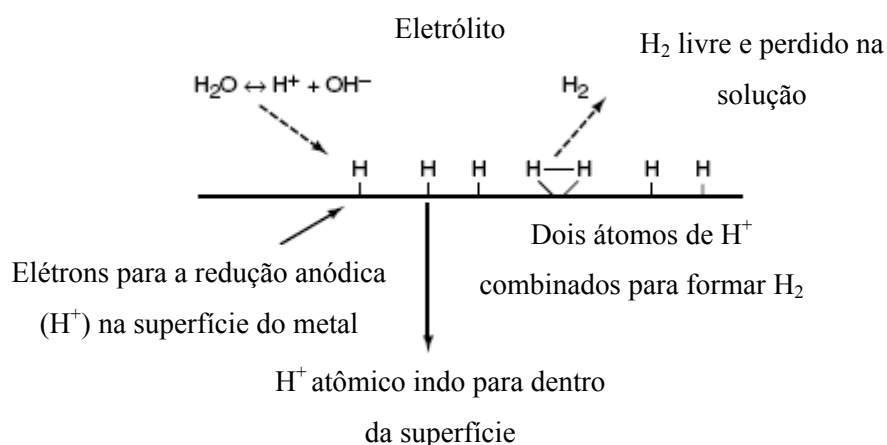 Eletrólito
H₂ livre e perdido na
solução
H₂O ↔ H⁺ + OH⁻
H₂
H H H H—H H H
Elétrons para a redução anódica
(H⁺) na superfície do metal
Dois átomos de H⁺
combinados para formar H₂
H⁺ atômico indo para dentro
da superfície